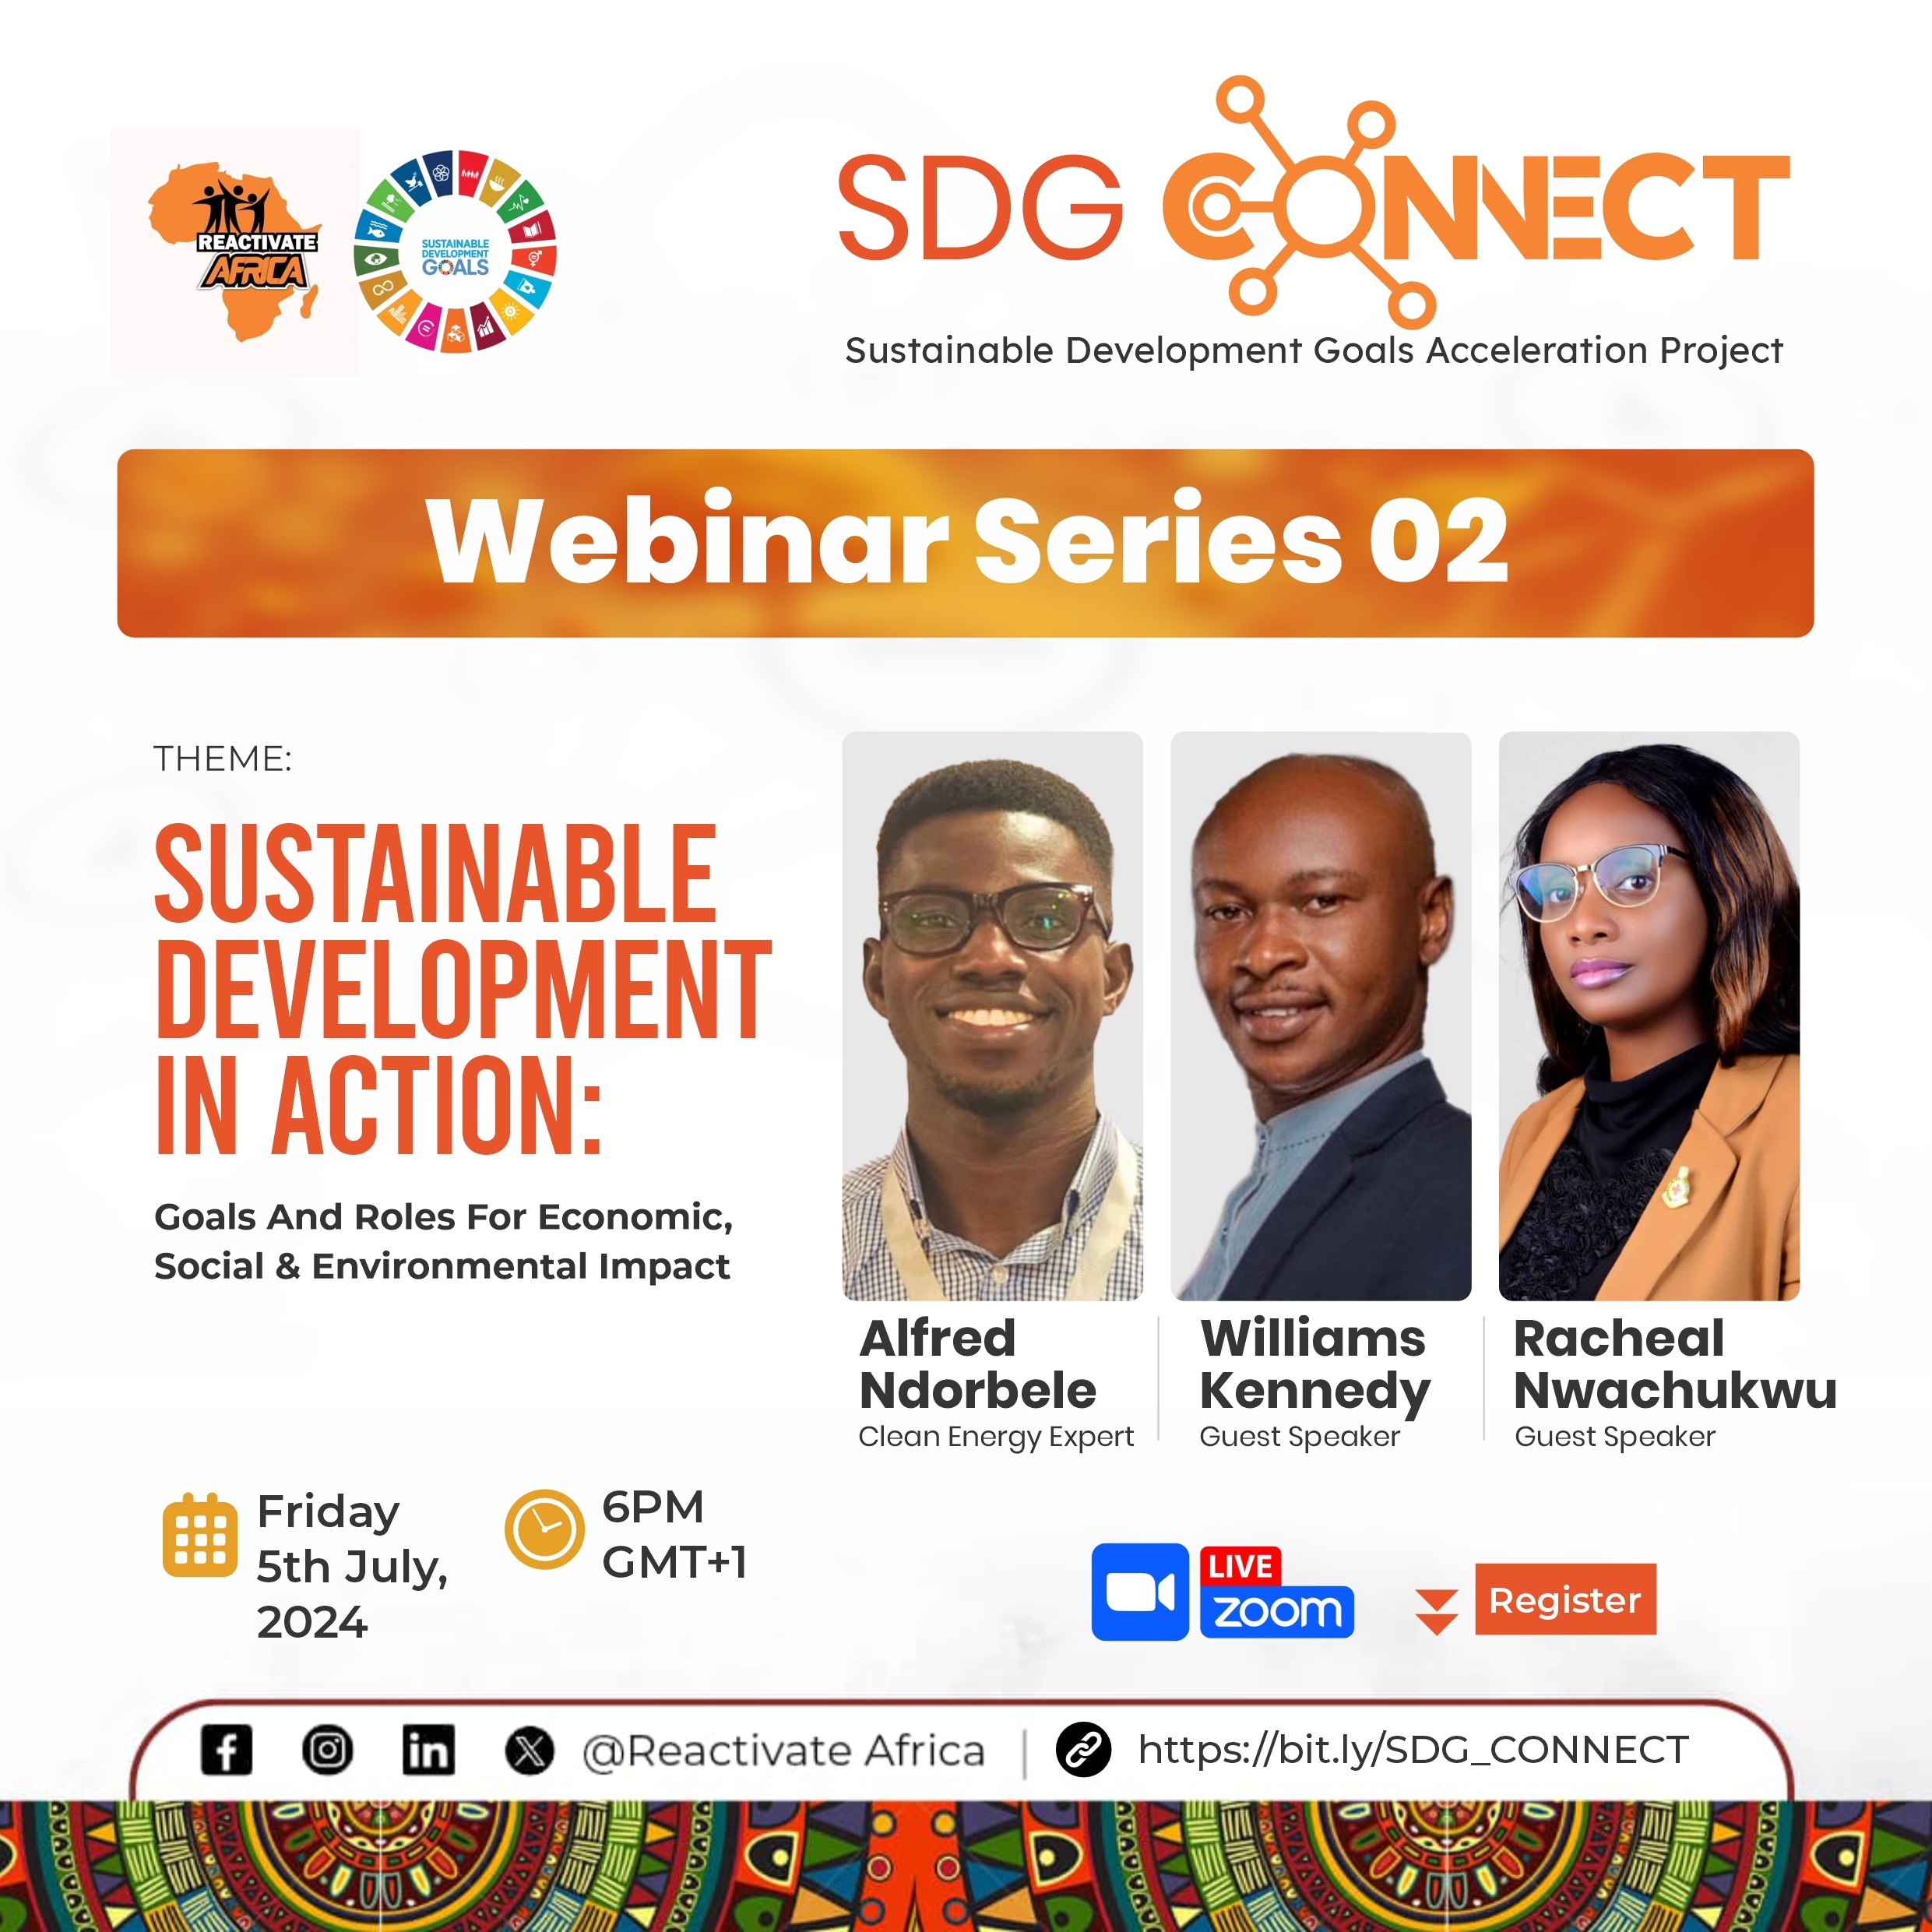 REACTIVATE
AFRICA
SUSTAINABLE
DEVELOPMENT
GOALS
SDG CONNECT
Sustainable Development Goals Acceleration Project
Webinar Series 02
THEME:
SUSTAINABLE
DEVELOPMENT
IN ACTION:
Goals And Roles For Economic,
Social & Environmental Impact
Alfred
Ndorbele
Clean Energy Expert
Williams
Kennedy
Guest Speaker
Racheal
Nwachukwu
Guest Speaker
Friday
5th July,
2024
6PM
GMT+1
LIVE
zoom
Register
@Reactivate Africa
https://bit.ly/SDG_CONNECT